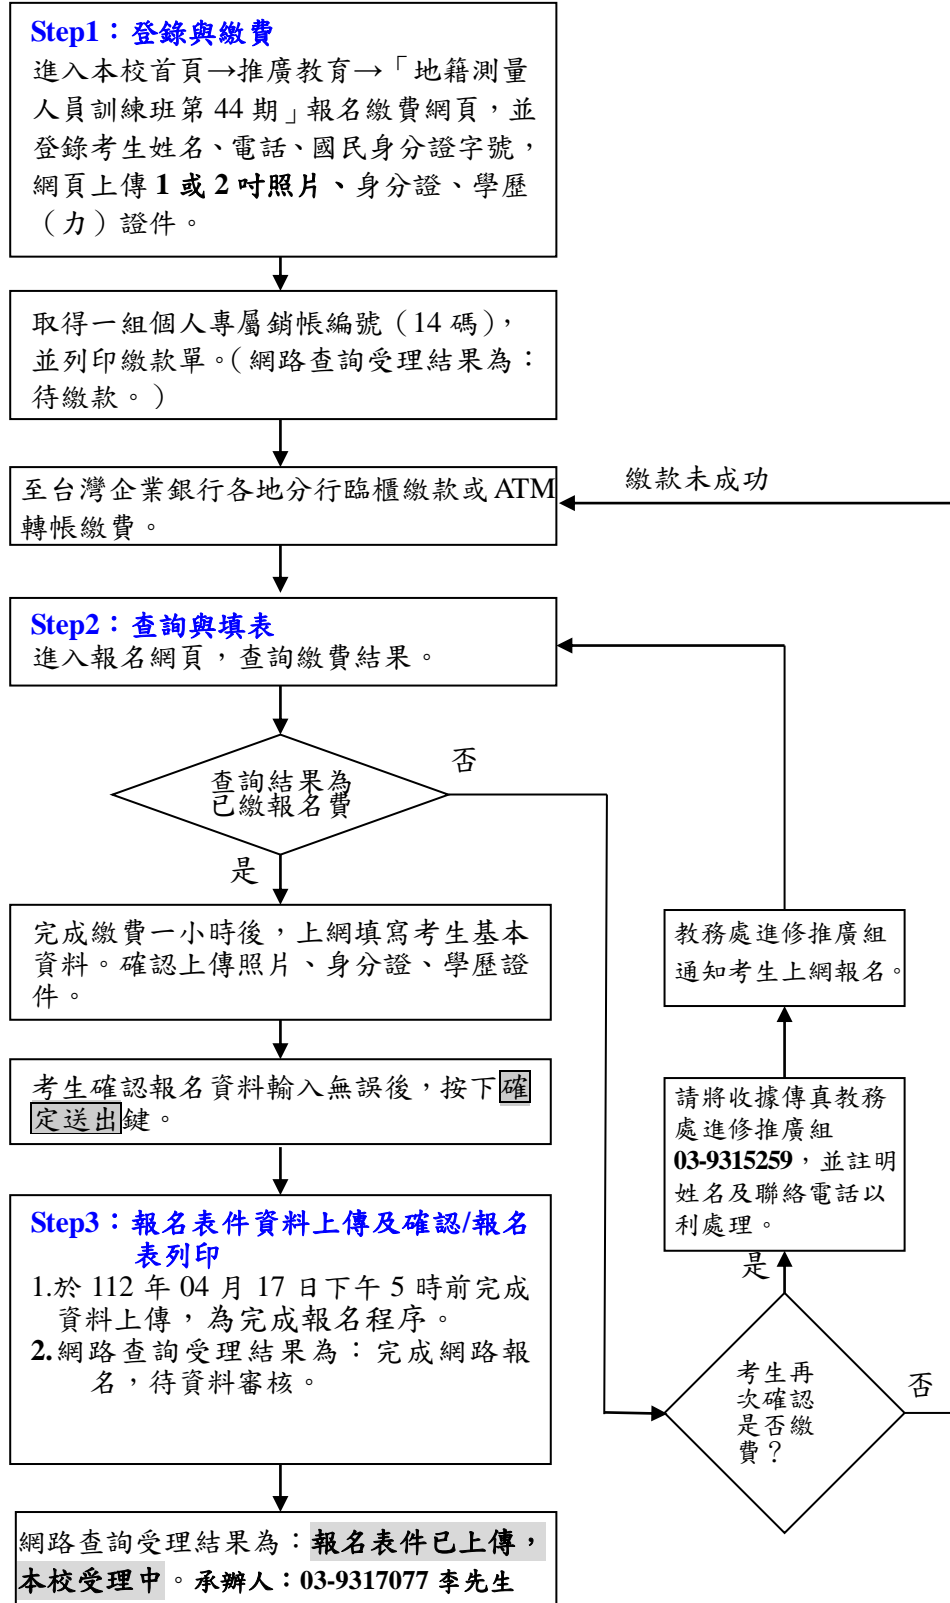 Step1：登錄與繳費
進入本校首頁→推廣教育→「地籍測量
人員訓練班第 44 期」報名繳費網頁，並
登錄考生姓名、電話、國民身分證字號，
網頁上傳 1 或 2 吋照片、身分證、學歷
（力）證件。
取得一組個人專屬銷帳編號（14 碼），
並列印繳款單。（網路查詢受理結果為：
待繳款。）
至台灣企業銀行各地分行臨櫃繳款或 ATM
轉帳繳費。
繳款未成功
Step2：查詢與填表
進入報名網頁，查詢繳費結果。
查詢結果為
已繳報名費
否
是
完成繳費一小時後，上網填寫考生基本
資料。確認上傳照片、身分證、學歷證
件。
考生確認報名資料輸入無誤後，按下確
定送出鍵。
Step3：報名表件資料上傳及確認/報名
表列印
1.於 112 年 04 月 17 日下午 5 時前完成
資料上傳，為完成報名程序。
2.網路查詢受理結果為：完成網路報
名，待資料審核。
網路查詢受理結果為：報名表件已上傳，
本校受理中。承辦人：03-9317077 李先生
教務處進修推廣組
通知考生上網報名。
請將收據傳真教務
處進修推廣組
03-9315259，並註明
姓名及聯絡電話以
利處理。
是
考生再
次確認
是否繳
費？
否